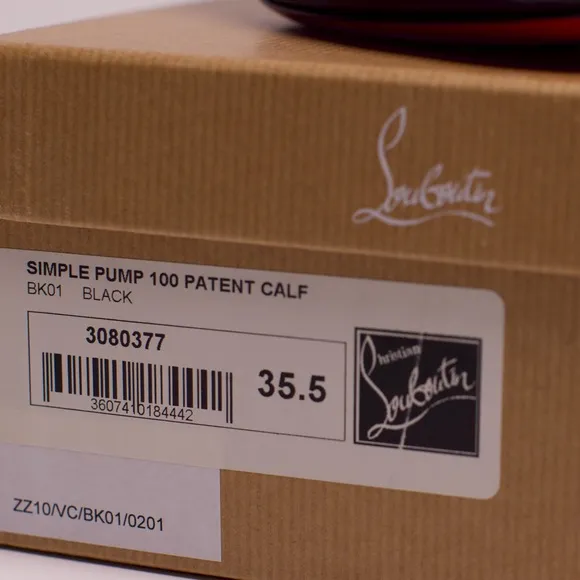 Louboutin
SIMPLE PUMP 100 PATENT CALF
BK01 BLACK
3080377
3607410184442
35.5
Christian
Louboutin
ZZ10/VC/BK01/0201